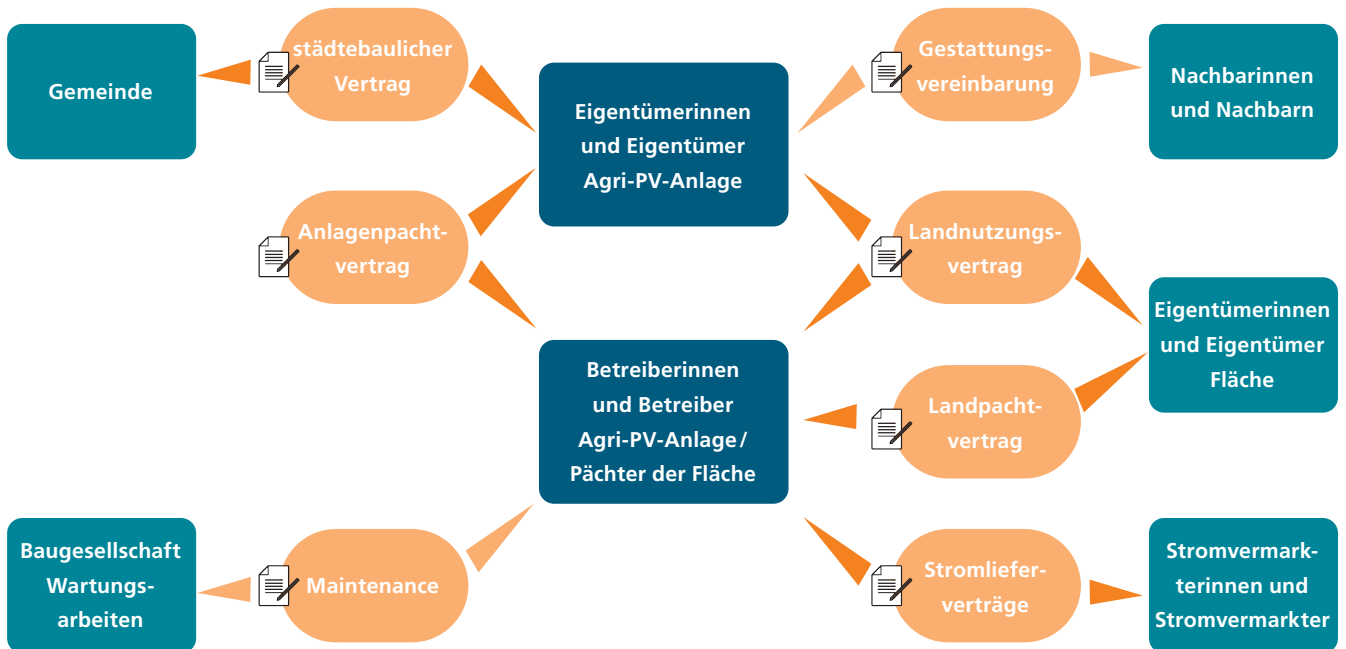 Gemeinde
städtebaulicher
Vertrag
Eigentümerinnen
und Eigentümer
Agri-PV-Anlage
Gestattungs-
vereinbarung
Nachbarinnen
und Nachbarn
Anlagenpacht-
vertrag
Landnutzungs-
vertrag
Eigentümerinnen
und Eigentümer
Fläche
Betreiberinnen
und Betreiber
Agri-PV-Anlage/
Pächter der Fläche
Landpacht-
vertrag
Baugesellschaft
Wartungs-
arbeiten
Maintenance
Stromliefer-
verträge
Stromvermark-
terinnen und
Stromvermarkter